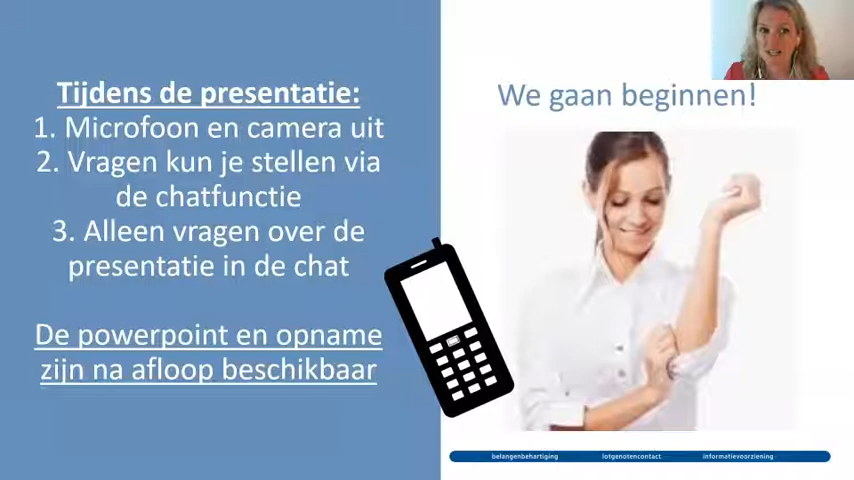 Tijdens de presentatie:
1. Microfoon en camera uit
2. Vragen kun je stellen via
de chatfunctie
3. Alleen vragen over de
presentatie in de chat
De powerpoint en opname
zijn na afloop beschikbaar
We gaan beginnen!
belangenbehartiging lotgenotencontact informatievoorziening